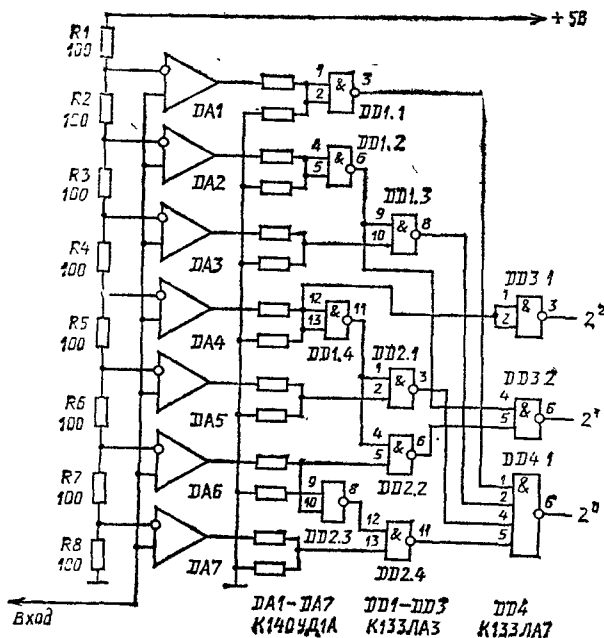 +5В
R1
100
R2
100
R3
100
R4
100
R5
100
R6
100
R7
100
R8
100
DA1
DA2
DA3
DA4
DA5
DA6
DA7
1
2
&
3
DD1.1
4
5
&
6
DD1.2
9
10
&
8
DD1.3
12
13
&
11
DD1.4
1
2
&
3
DD2.1
4
5
&
6
DD2.2
9
10
&
8
DD2.3
12
13
&
11
DD2.4
1
2
&
3
DD3.1
4
5
&
6
DD3.2
1
2
4
5
&
6
DD4.1
2²
2¹
2⁰
Вход
DA1-DA7
К140УД1А
DD1-DD3
К133ЛА3
DD4
К133ЛА7